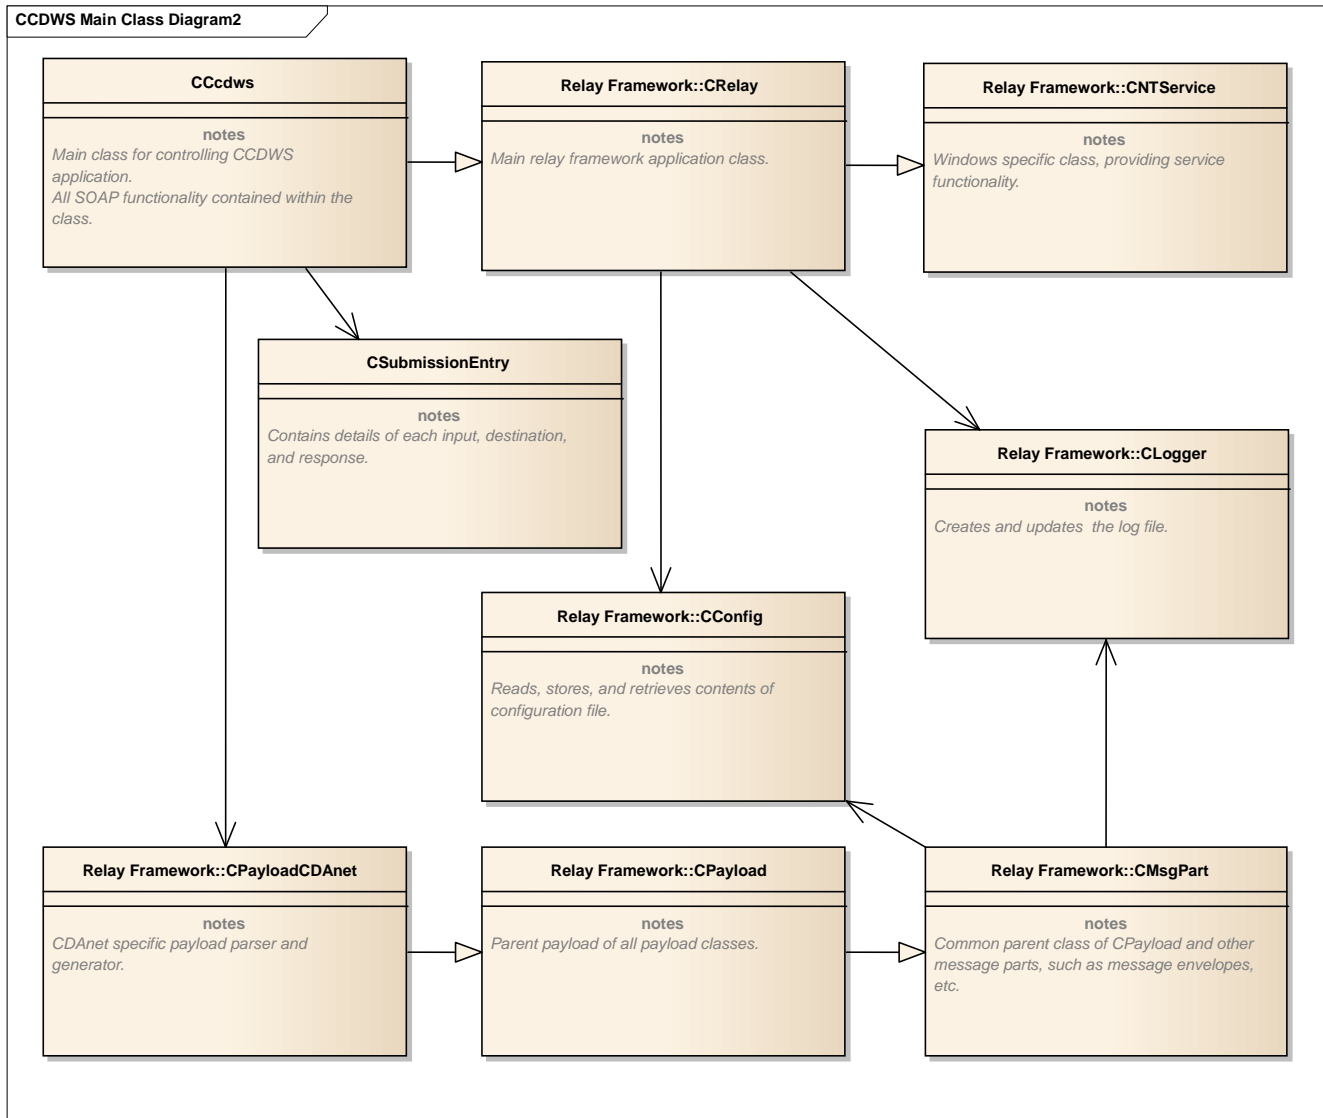 CCDWS Main Class Diagram2
CCcdws
notes
Main class for controlling CCDWS
application.
All SOAP functionality contained within the
class.
Relay Framework::CRelay
notes
Main relay framework application class.
Relay Framework::CNTService
notes
Windows specific class, providing service
functionality.
CSubmissionEntry
notes
Contains details of each input, destination,
and response.
Relay Framework::CLogger
notes
Creates and updates  the log file.
Relay Framework::CConfig
notes
Reads, stores, and retrieves contents of
configuration file.
Relay Framework::CPayloadCDAnet
notes
CDAnet specific payload parser and
generator.
Relay Framework::CPayload
notes
Parent payload of all payload classes.
Relay Framework::CMsgPart
notes
Common parent class of CPayload and other
message parts, such as message envelopes,
etc.